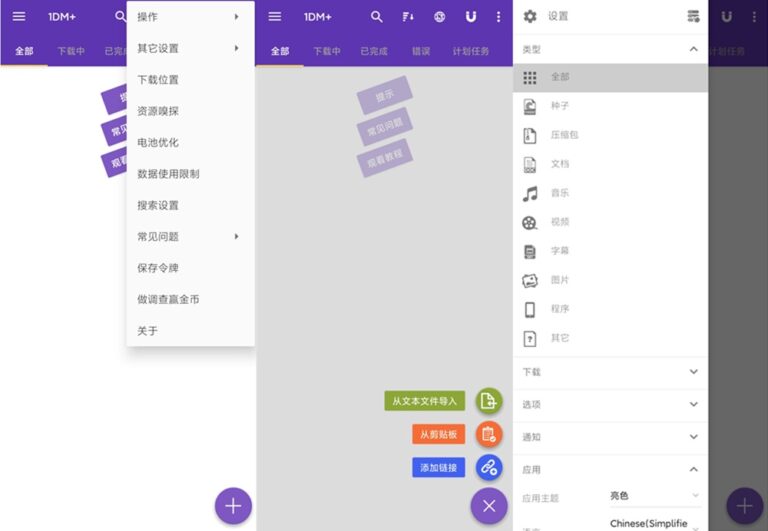 1DM+
全部
下载中
已完
操作
其它设置
下载位置
资源嗅探
电池优化
数据使用限制
搜索设置
常见问题
保存令牌
做调查赢金币
关于
提
常见
观看
1DM+
全部
下载中
已完成
错误
计划任务
提示
常见问题
观看教程
从文本文件导入
从剪贴板
添加链接
设置
类型
全部
种子
压缩包
文档
音乐
视频
字幕
图片
程序
其它
下载
选项
通知
应用
应用主题
亮色
Chinese(Simplifie
计划任务